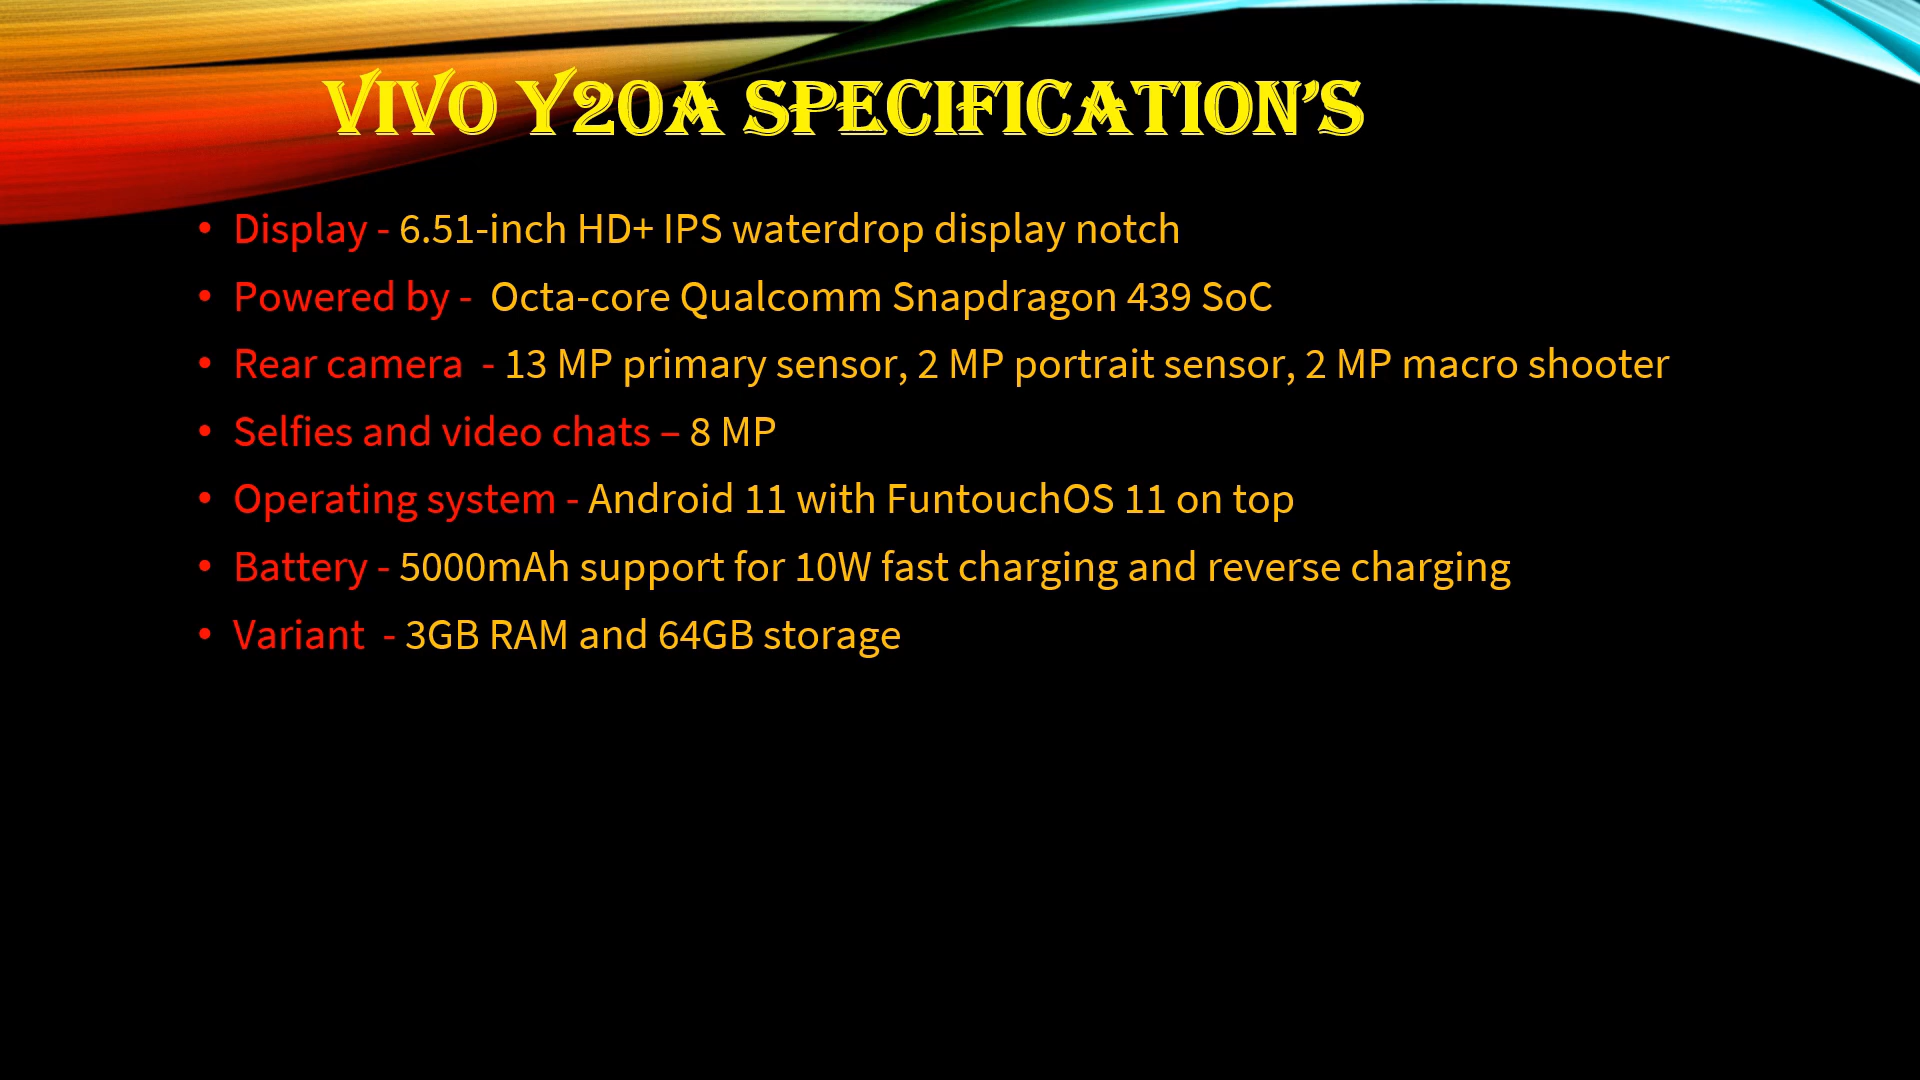 VIVO Y20A SPECIFICATION’S
• Display - 6.51-inch HD+ IPS waterdrop display notch
• Powered by -  Octa-core Qualcomm Snapdragon 439 SoC
• Rear camera  - 13 MP primary sensor, 2 MP portrait sensor, 2 MP macro shooter
• Selfies and video chats – 8 MP
• Operating system - Android 11 with FuntouchOS 11 on top
• Battery - 5000mAh support for 10W fast charging and reverse charging
• Variant  - 3GB RAM and 64GB storage